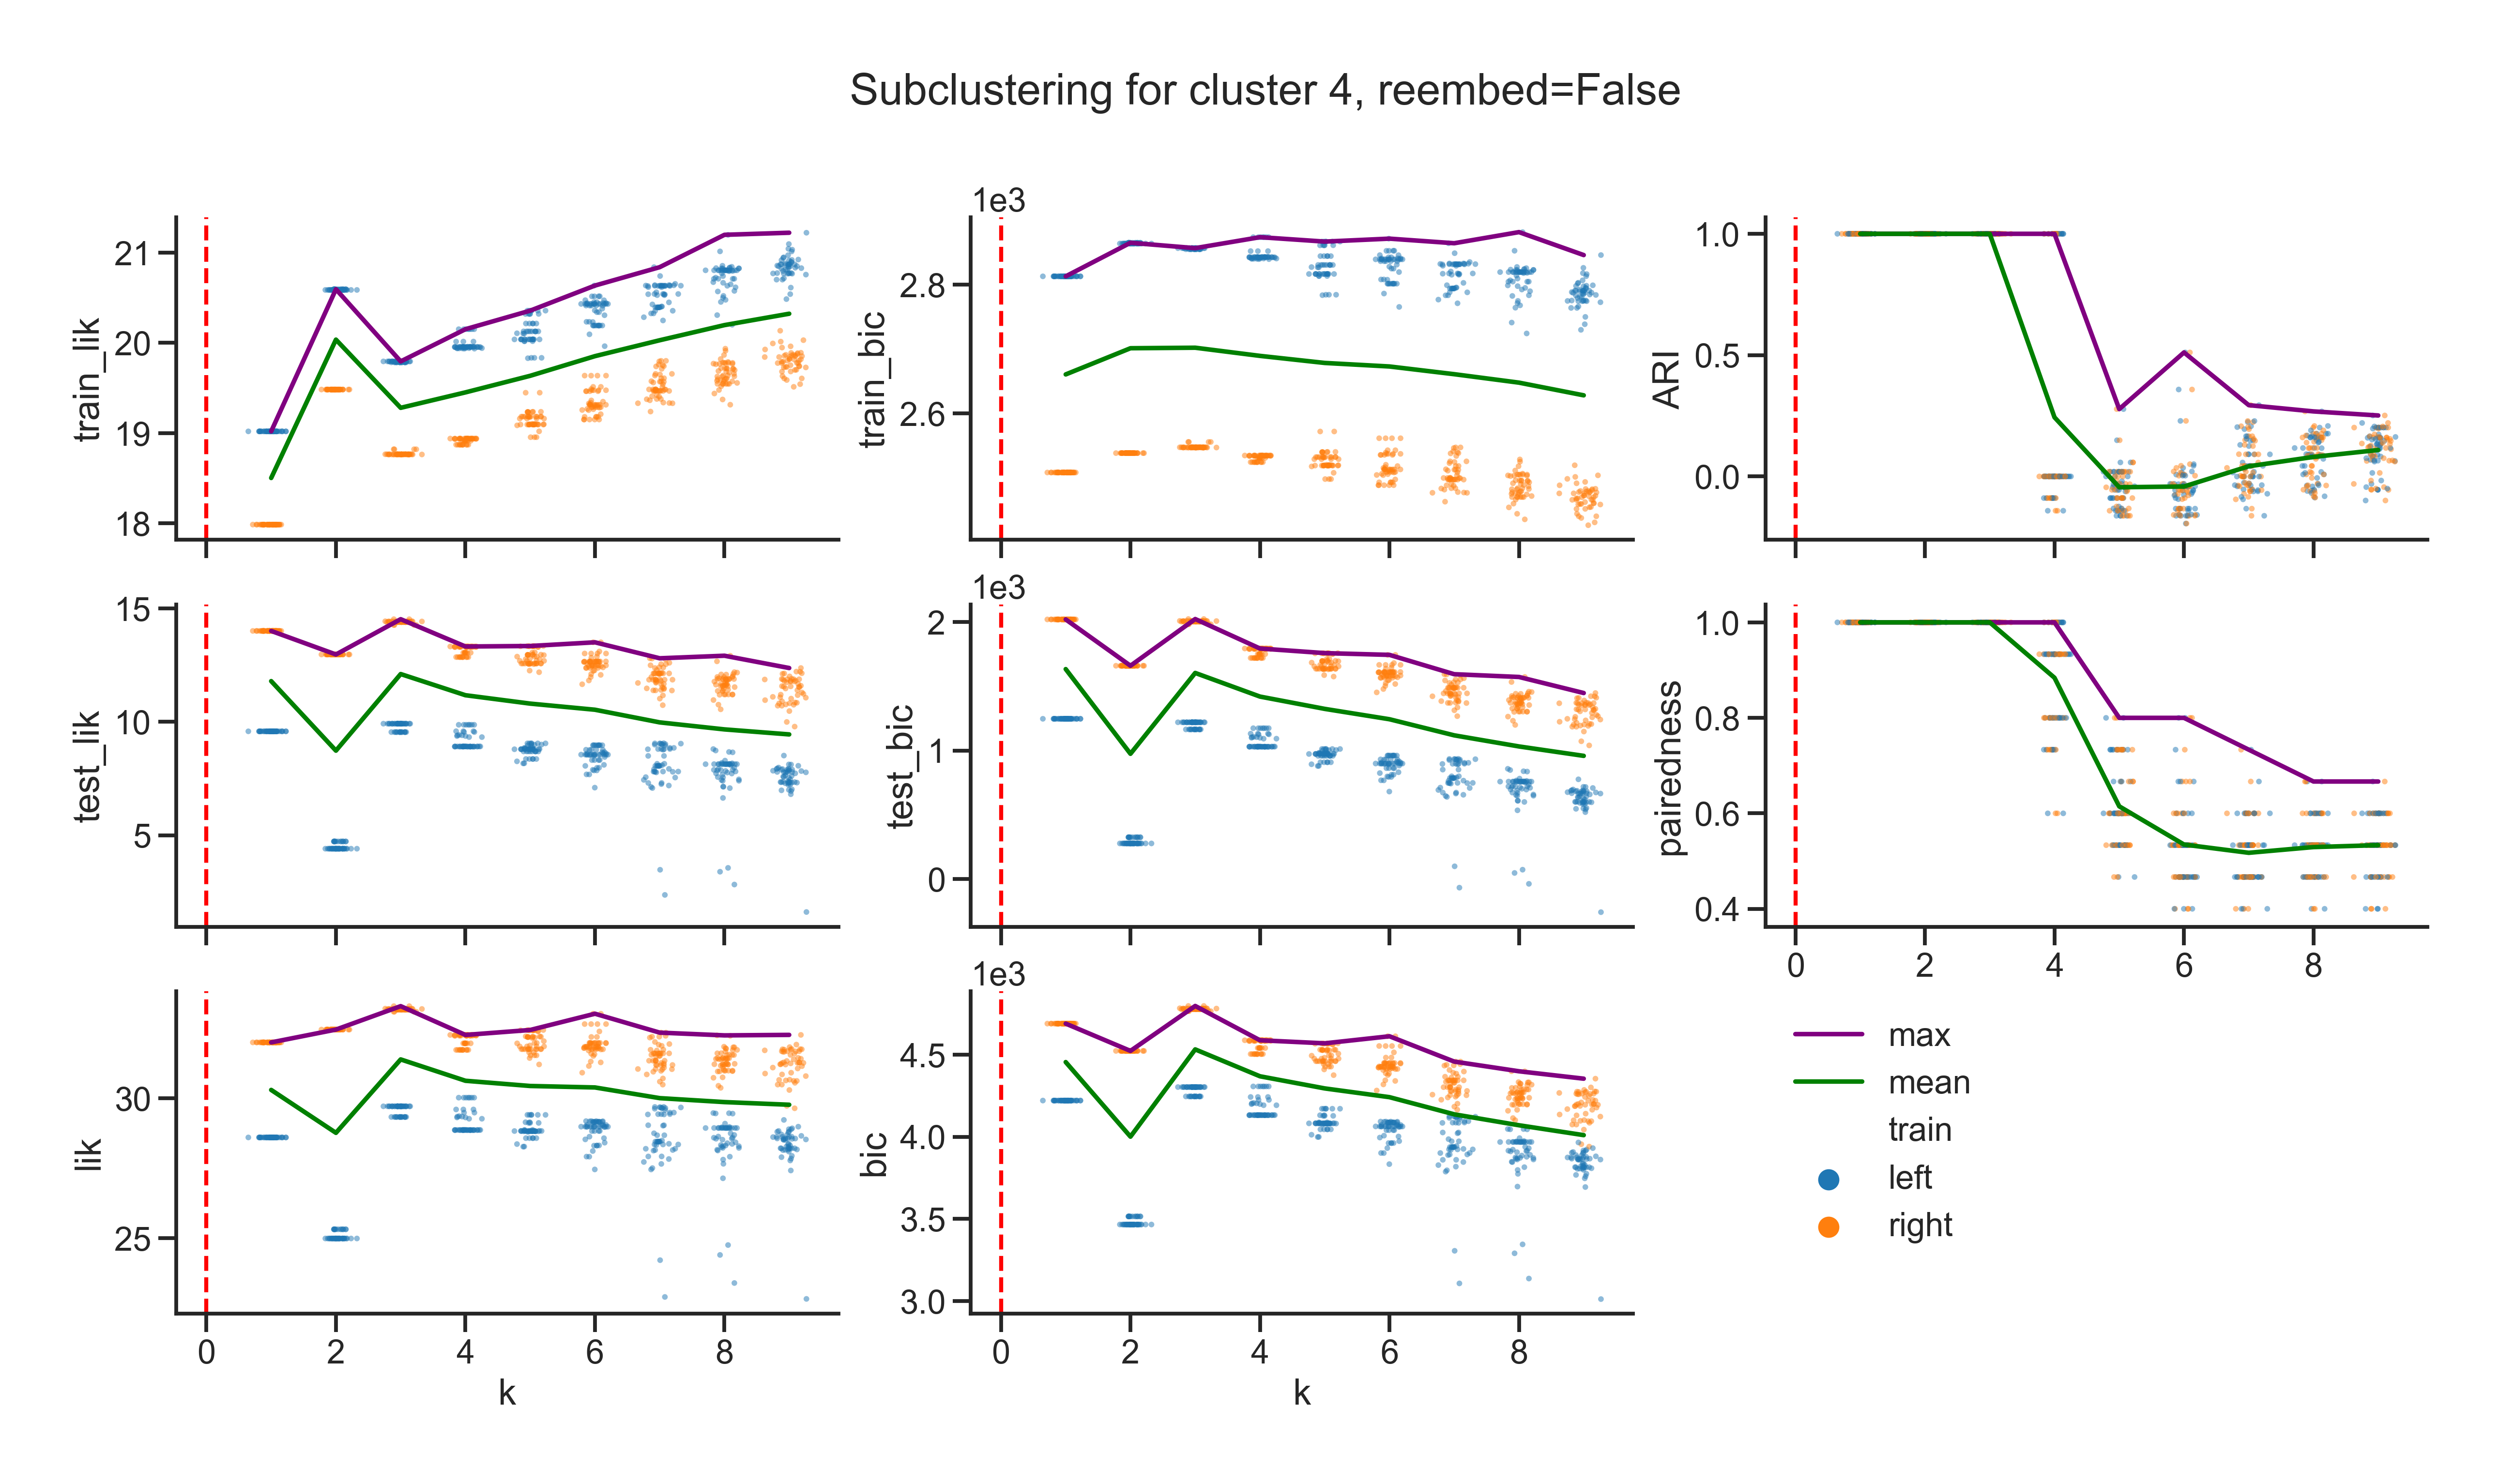 Subclustering for cluster 4, reembed=False
train_lik
21
20
19
18
1e3
train_bic
2.8
2.6
ARI
1.0
0.5
0.0
test_lik
15
10
5
1e3
test_bic
2
1
0
pairedness
1.0
0.8
0.6
0.4
0 2 4 6 8
lik
30
25
0 2 4 6 8
k
1e3
bic
4.5
4.0
3.5
3.0
0 2 4 6 8
k
max
mean
train
left
right